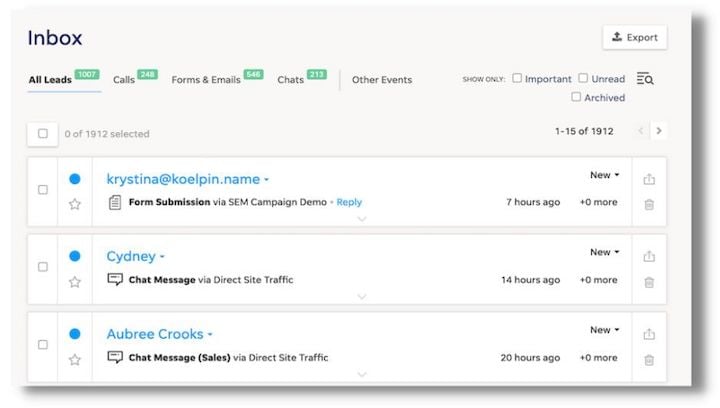 Inbox
Export
All Leads 1007 Calls 248 Forms & Emails 546 Chats 213 Other Events
SHOW ONLY: Important Unread
Archived
0 of 1912 selected 1-15 of 1912
krystina@koelpin.name New
Form Submission via SEM Campaign Demo • Reply 7 hours ago +0 more
Cydney New
Chat Message via Direct Site Traffic 14 hours ago +0 more
Aubree Crooks New
Chat Message (Sales) via Direct Site Traffic 20 hours ago +0 more